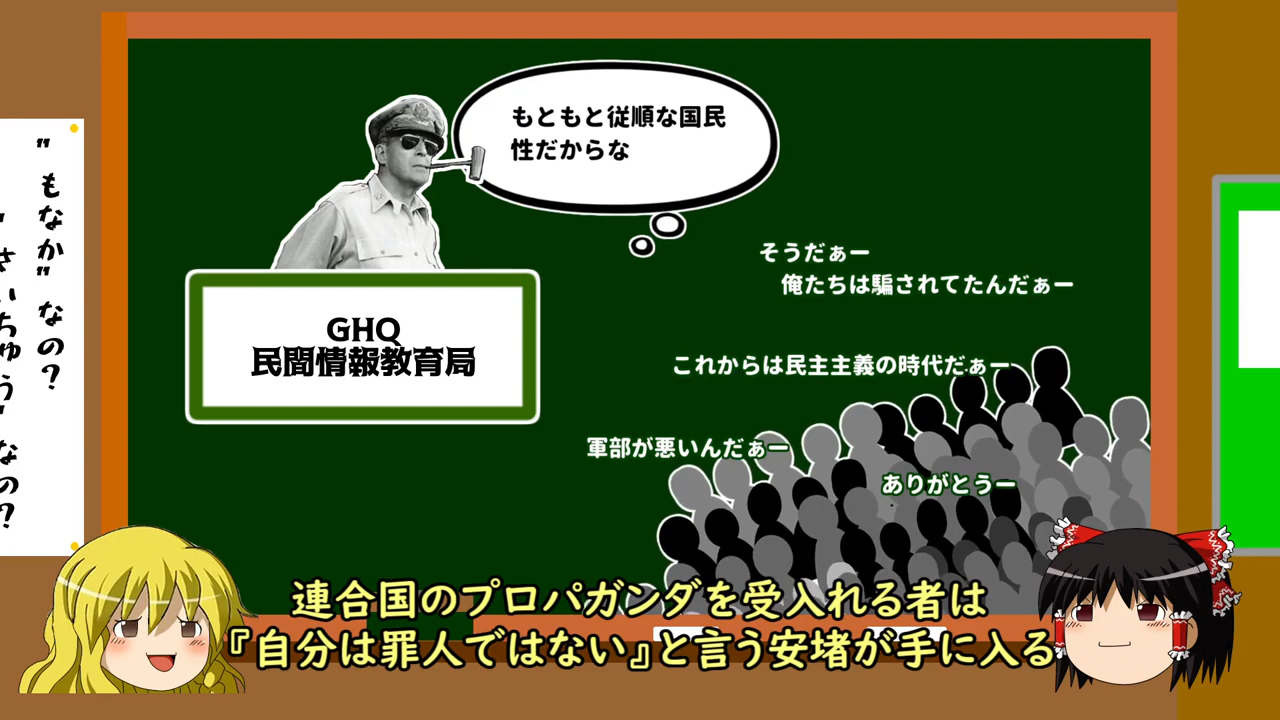 "もなか"なの?
"さいちゅう"なの?
もともと従順な国民
性だからな
そうだぁー
俺たちは騙されてたんだぁー
GHQ
民間情報教育局
これからは民主主義の時代だぁー
軍部が悪いんだぁー
ありがとうー
連合国のプロパガンダを受入れる者は
『自分は罪人ではない』と言う安堵が手に入る